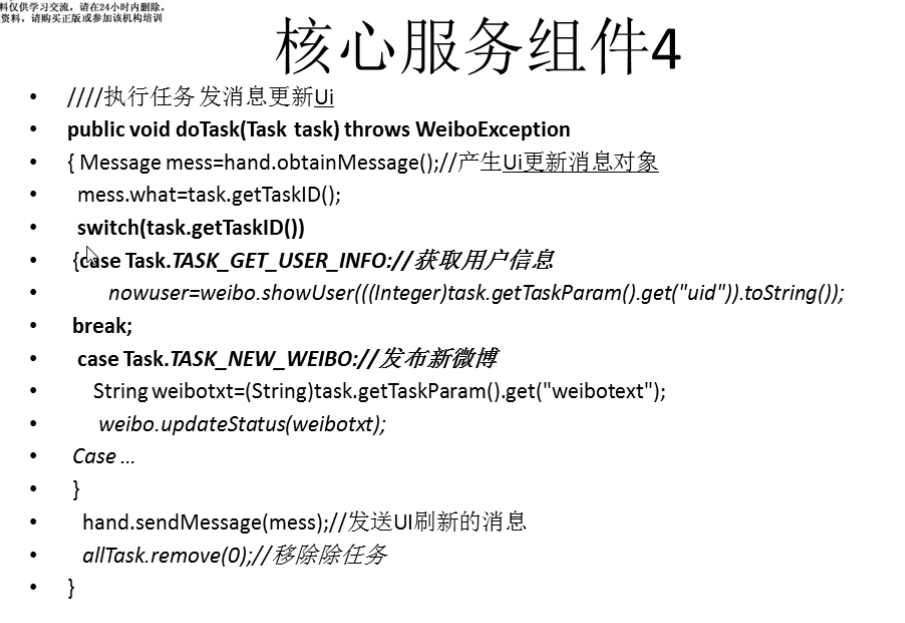 料仅供学习交流，请在24小时内删除。
资料，请购买正版或参加该机构培训
核心服务组件4
• ////执行任务 发消息更新Ui
• public void doTask(Task task) throws WeiboException
• { Message mess=hand.obtainMessage();//产生Ui更新消息对象
• mess.what=task.getTaskID();
• switch(task.getTaskID())
• {case Task.TASK_GET_USER_INFO://获取用户信息
• nowuser=weibo.showUser(((Integer)task.getTaskParam().get("uid")).toString());
• break;
• case Task.TASK_NEW_WEIBO://发布新微博
• String weibotxt=(String)task.getTaskParam().get("weibotext");
• weibo.updateStatus(weibotxt);
• Case ...
• }
• hand.sendMessage(mess);//发送UI刷新的消息
• allTask.remove(0);//移除除任务
• }